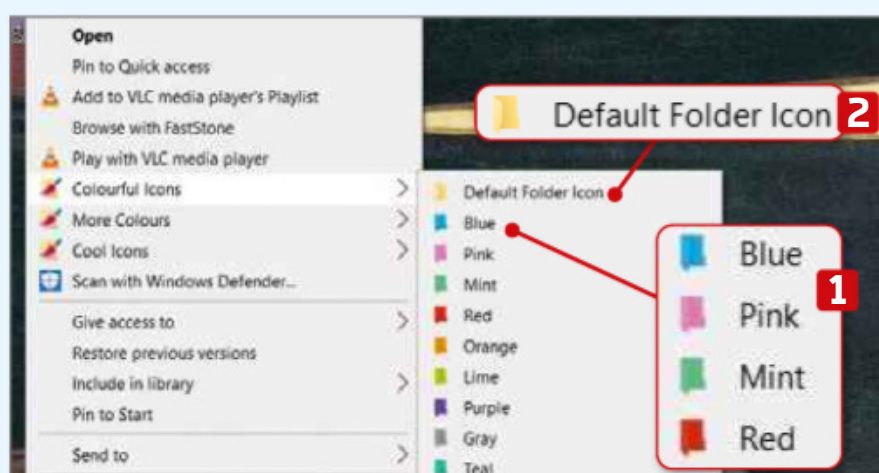 Open
Pin to Quick access
Add to VLC media player's Playlist
Browse with FastStone
Play with VLC media player
Colourful Icons
More Colours
Cool Icons
Scan with Windows Defender...
Give access to
Restore previous versions
Include in library
Pin to Start
Send to
Default Folder Icon
Blue
Pink
Mint
Red
Orange
Lime
Purple
Gray
Teal
Default Folder Icon 2
Blue
Pink
Mint
Red
1